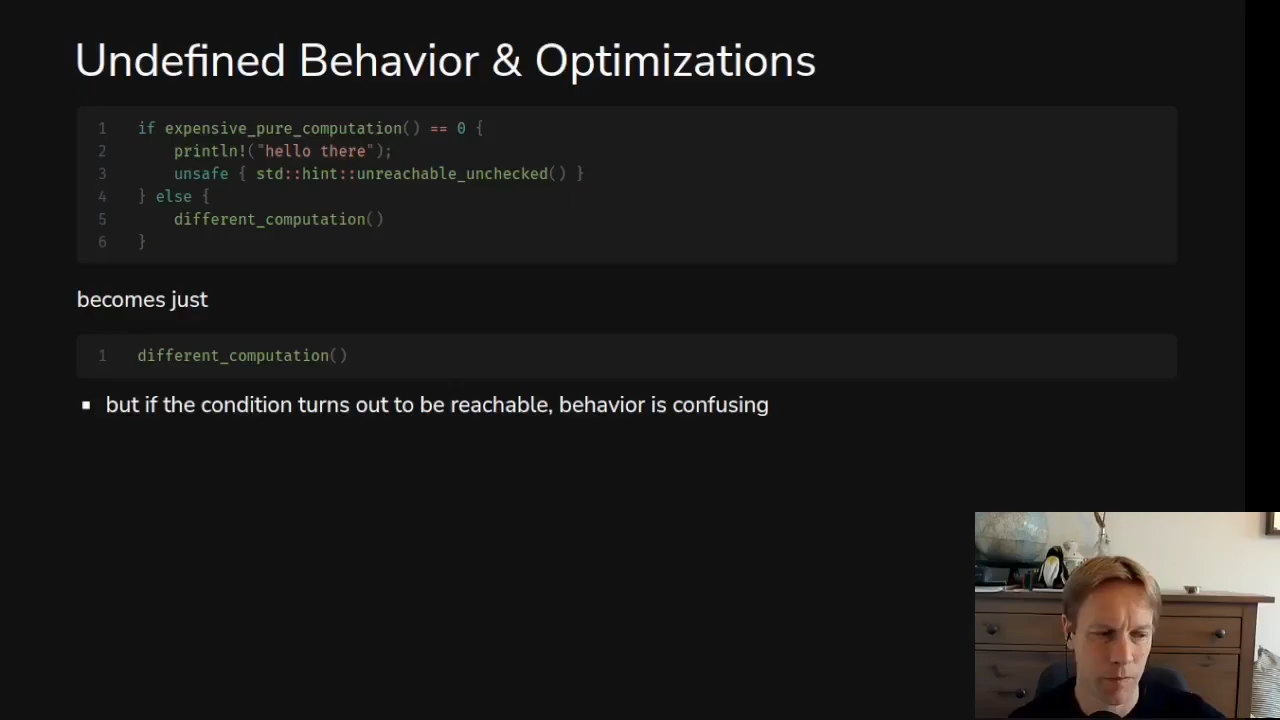 Undefined Behavior & Optimizations
1 if expensive_pure_computation() == 0 {
2 println!("hello there");
3 unsafe { std::hint::unreachable_unchecked() }
4 } else {
5 different_computation()
6 }
becomes just
1 different_computation()
▪ but if the condition turns out to be reachable, behavior is confusing